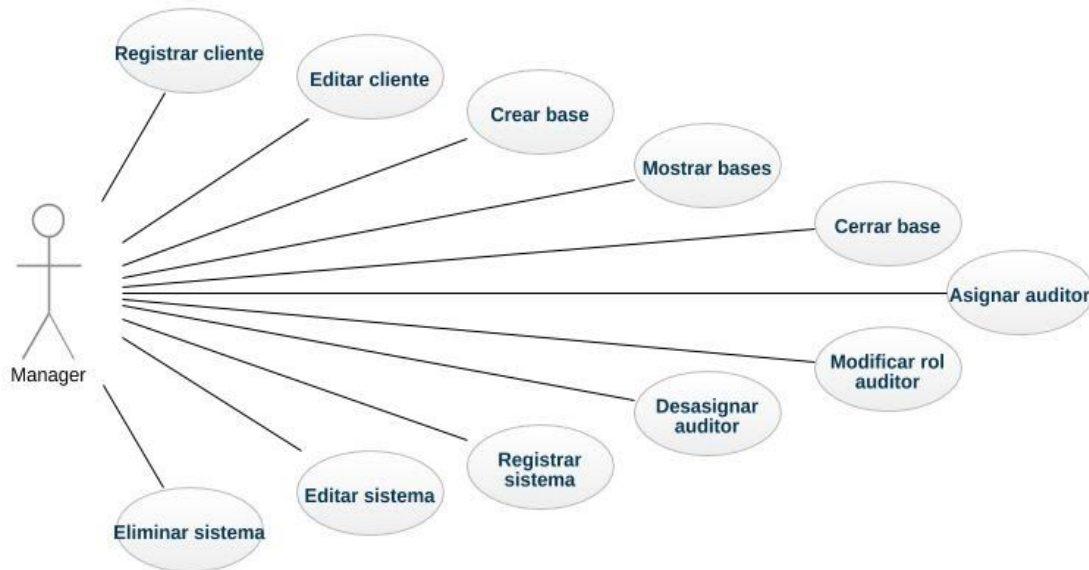 Registrar cliente
Editar cliente
Crear base
Mostrar bases
Cerrar base
Asignar auditor
Modificar rol
auditor
Manager
Desasignar
auditor
Registrar
sistema
Editar sistema
Eliminar sistema